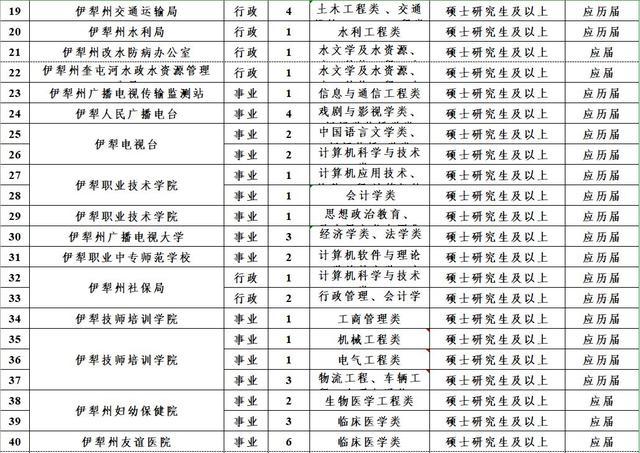 19 伊犁州交通运输局 行政 4 土木工程类 、交通 硕士研究生及以上 应历届
20 伊犁州水利局 行政 1 水利工程类 硕士研究生及以上 应历届
21 伊犁州改水防病办公室 行政 1 水文学及水资源、 硕士研究生及以上 应届
22 伊犁州奎屯河水政水资源管理 行政 1 水文学及水资源、 硕士研究生及以上 应届
23 伊犁州广播电视传输监测站 事业 1 信息与通信工程类 硕士研究生及以上 应历届
24 伊犁人民广播电台 事业 4 戏剧与影视学类、 硕士研究生及以上 应历届
25 伊犁电视台 事业 2 中国语言文学类、 硕士研究生及以上 应历届
26 事业 2 计算机科学与技术 硕士研究生及以上 应历届
27 伊犁职业技术学院 事业 1 计算机应用技术、 硕士研究生及以上 应历届
28 事业 1 会计学类 硕士研究生及以上 应历届
29 伊犁职业技术学院 事业 1 思想政治教育、 硕士研究生及以上 应历届
30 伊犁州广播电视大学 事业 3 经济学类、法学类 硕士研究生及以上 应历届
31 伊犁职业中专师范学校 事业 2 计算机软件与理论 硕士研究生及以上 应历届
32 伊犁州社保局 行政 1 计算机科学与技术 硕士研究生及以上 应历届
33 行政 2 行政管理、会计学 硕士研究生及以上 应历届
34 伊犁技师培训学院 事业 1 工商管理类 硕士研究生及以上 应历届
35 伊犁技师培训学院 事业 1 机械工程类 硕士研究生及以上 应历届
36 事业 1 电气工程类 硕士研究生及以上 应历届
37 事业 3 物流工程、车辆工 硕士研究生及以上 应历届
38 伊犁州妇幼保健院 事业 2 生物医学工程类 硕士研究生及以上 应届
39 事业 3 临床医学类 硕士研究生及以上 应届
40 伊犁州友谊医院 事业 6 临床医学类 硕士研究生及以上 应届